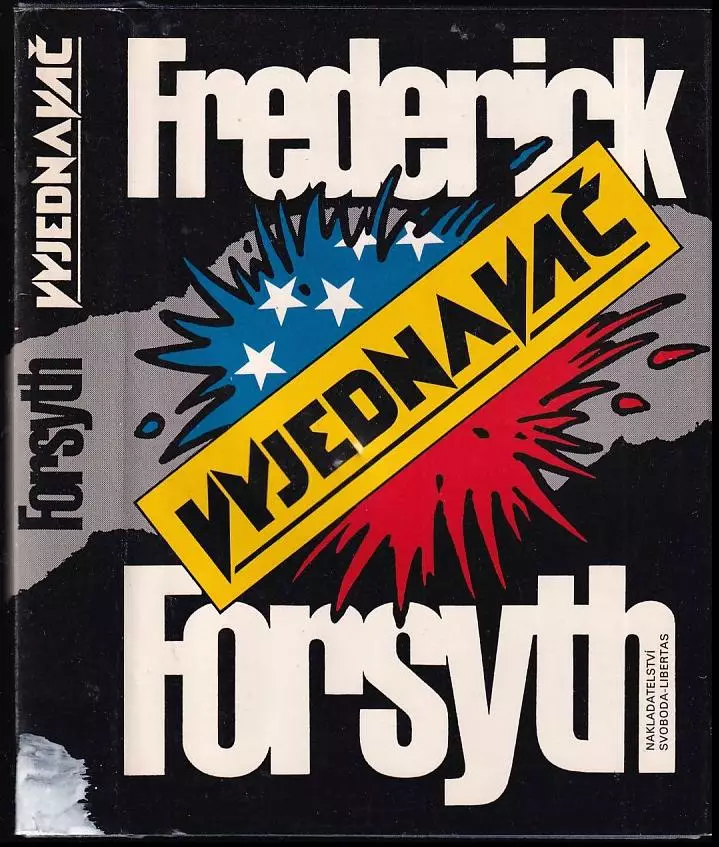 VYJEDNAVAČ
Forsyth
Frederick
VYJEDNAVAČ
Forsyth
NAKLADATELSTVÍ
SVOBODA-LIBERTAS